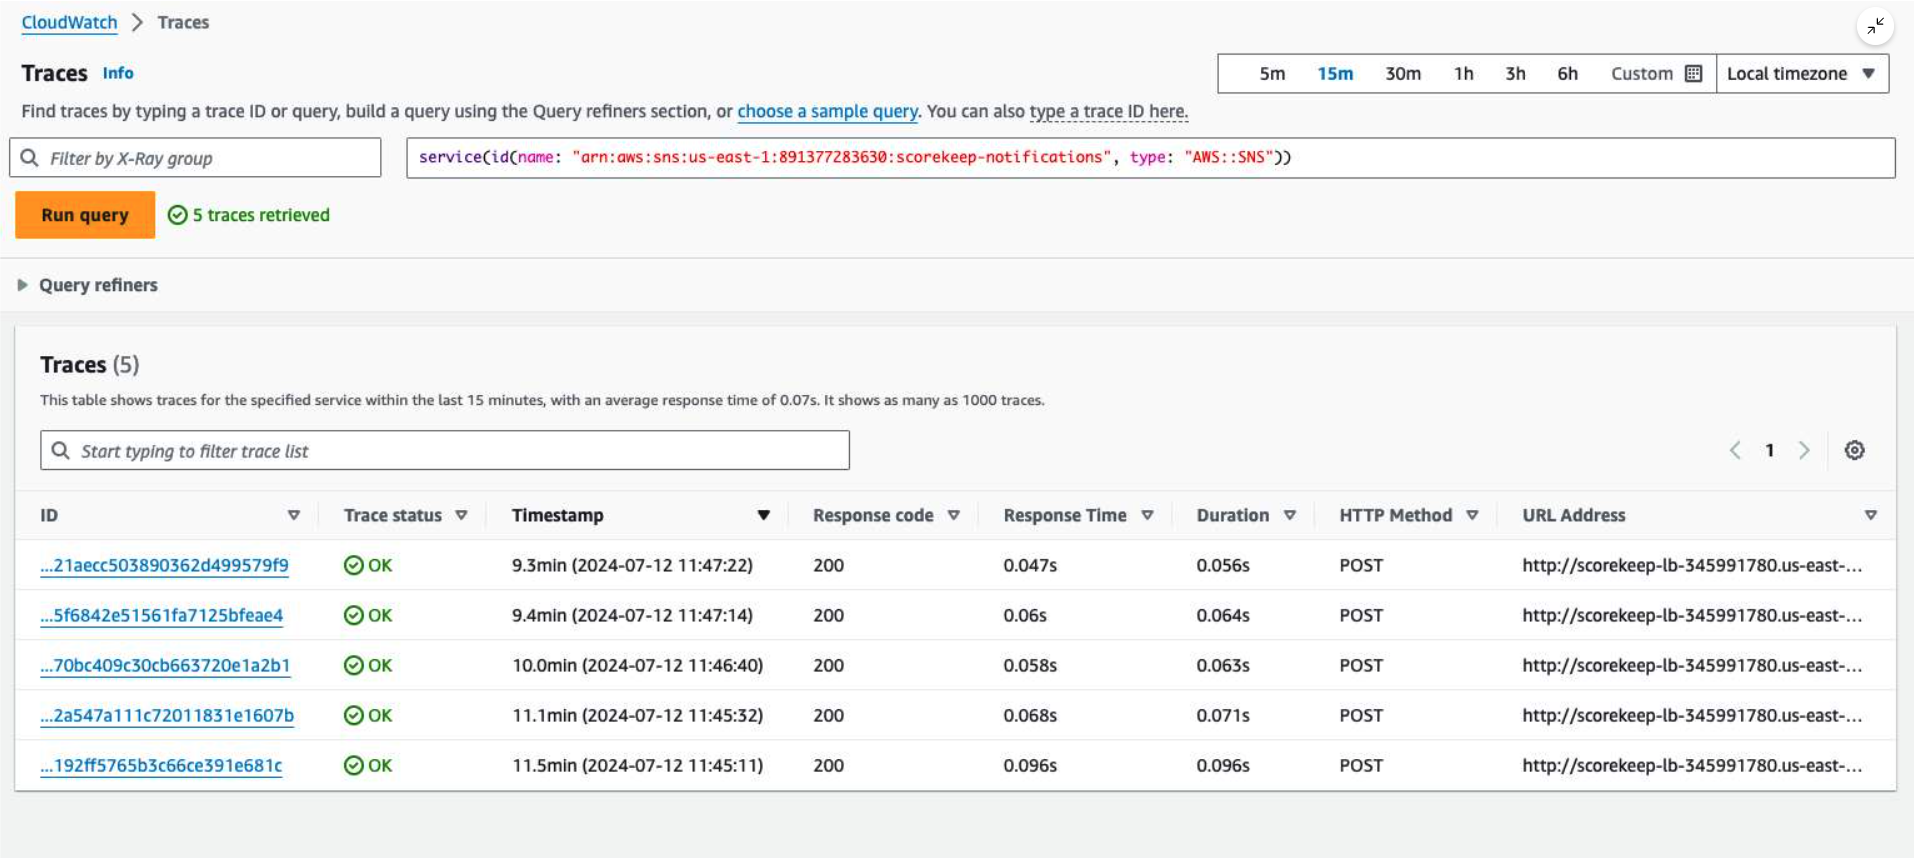 CloudWatch > Traces
Traces Info
5m 15m 30m 1h 3h 6h Custom Local timezone
Find traces by typing a trace ID or query, build a query using the Query refiners section, or choose a sample query. You can also type a trace ID here.
Filter by X-Ray group
service(id(name: "arn:aws:sns:us-east-1:891377283630:scorekeep-notifications", type: "AWS::SNS"))
Run query 5 traces retrieved
Query refiners
Traces (5)
This table shows traces for the specified service within the last 15 minutes, with an average response time of 0.07s. It shows as many as 1000 traces.
Start typing to filter trace list
1
ID Trace status Timestamp Response code Response Time Duration HTTP Method URL Address
...21aecc503890362d499579f9 OK 9.3min (2024-07-12 11:47:22) 200 0.047s 0.056s POST http://scorekeep-lb-345991780.us-east-...
...5f6842e51561fa7125bfeae4 OK 9.4min (2024-07-12 11:47:14) 200 0.06s 0.064s POST http://scorekeep-lb-345991780.us-east-...
...70bc409c30cb663720e1a2b1 OK 10.0min (2024-07-12 11:46:40) 200 0.058s 0.063s POST http://scorekeep-lb-345991780.us-east-...
...2a547a111c72011831e1607b OK 11.1min (2024-07-12 11:45:32) 200 0.068s 0.071s POST http://scorekeep-lb-345991780.us-east-...
...192ff5765b3c66ce391e681c OK 11.5min (2024-07-12 11:45:11) 200 0.096s 0.096s POST http://scorekeep-lb-345991780.us-east-...